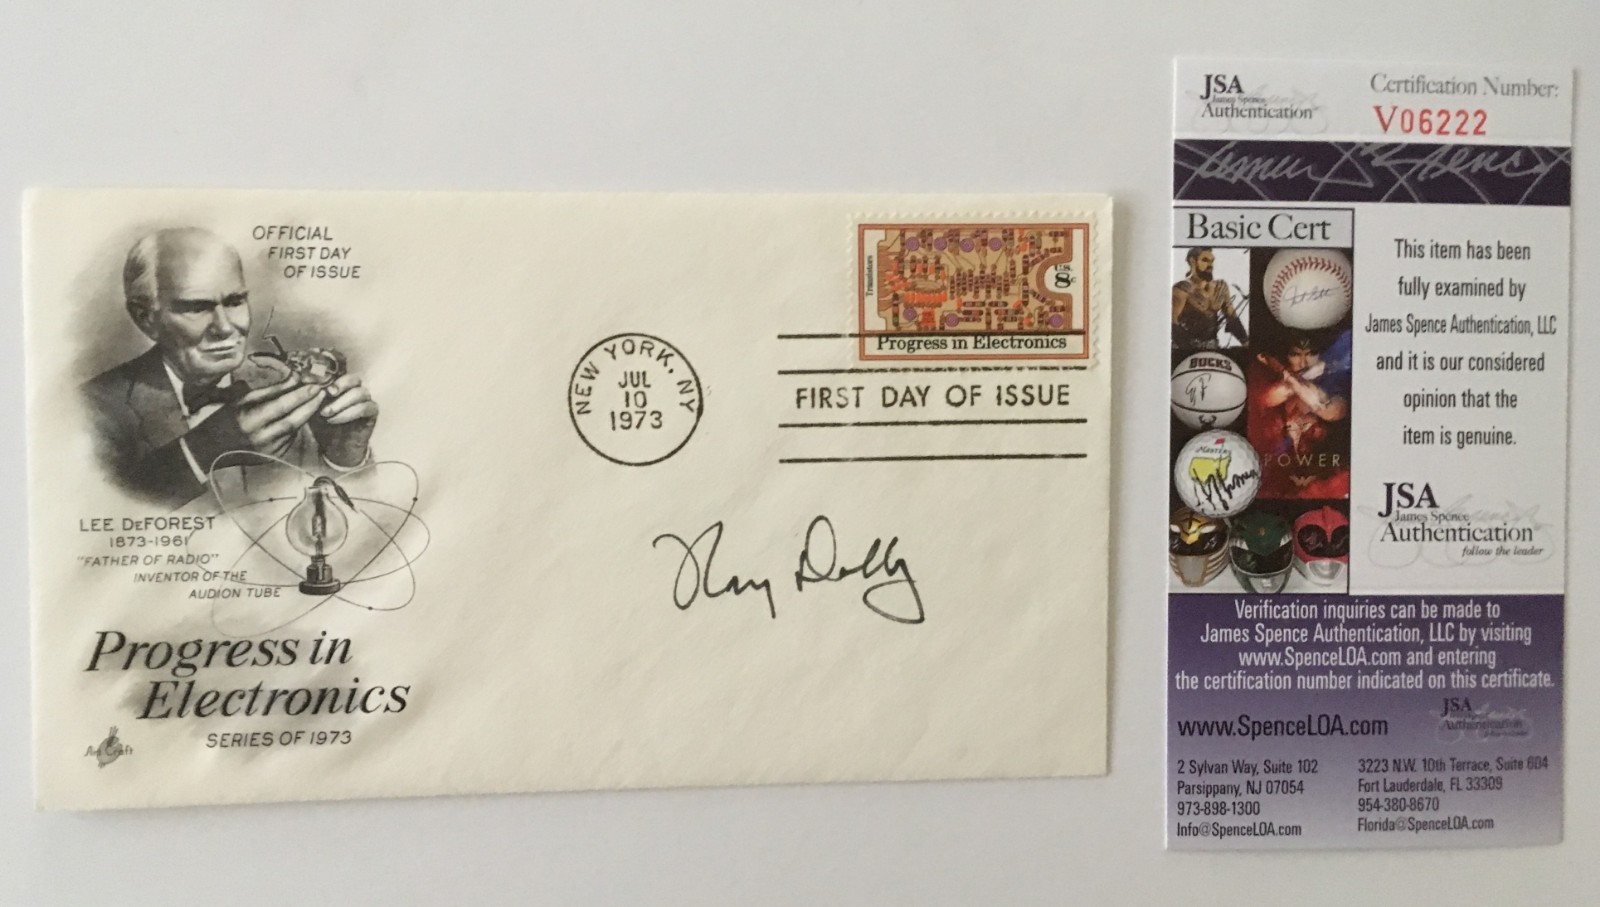 OFFICIAL
FIRST DAY
OF ISSUE
LEE DEFOREST
1873-1961
"FATHER OF RADIO"
INVENTOR OF THE
AUDION TUBE
Progress in
Electronics
SERIES OF 1973
Art Craft
NEW YORK, NY
JUL
10
1973
Transistors
U.S.
8c
Progress in Electronics
FIRST DAY OF ISSUE
Ray Dolby
JSA
James Spence
Authentication
Certification Number:
V06222
Basic Cert
BUCKS
Masters
POWER
This item has been
fully examined by
James Spence Authentication, LLC
and it is our considered
opinion that the
item is genuine.
JSA
James Spence
Authentication
follow the leader
Verification inquiries can be made to
James Spence Authentication, LLC by visiting
www.SpenceLOA.com and entering
the certification number indicated on this certificate.
www.SpenceLOA.com
JSA
Authentication
2 Sylvan Way, Suite 102
Parsippany, NJ 07054
973-898-1300
Info@SpenceLOA.com
3223 N.W. 10th Terrace, Suite 604
Fort Lauderdale, FL 33309
954-380-8670
Florida@SpenceLOA.com